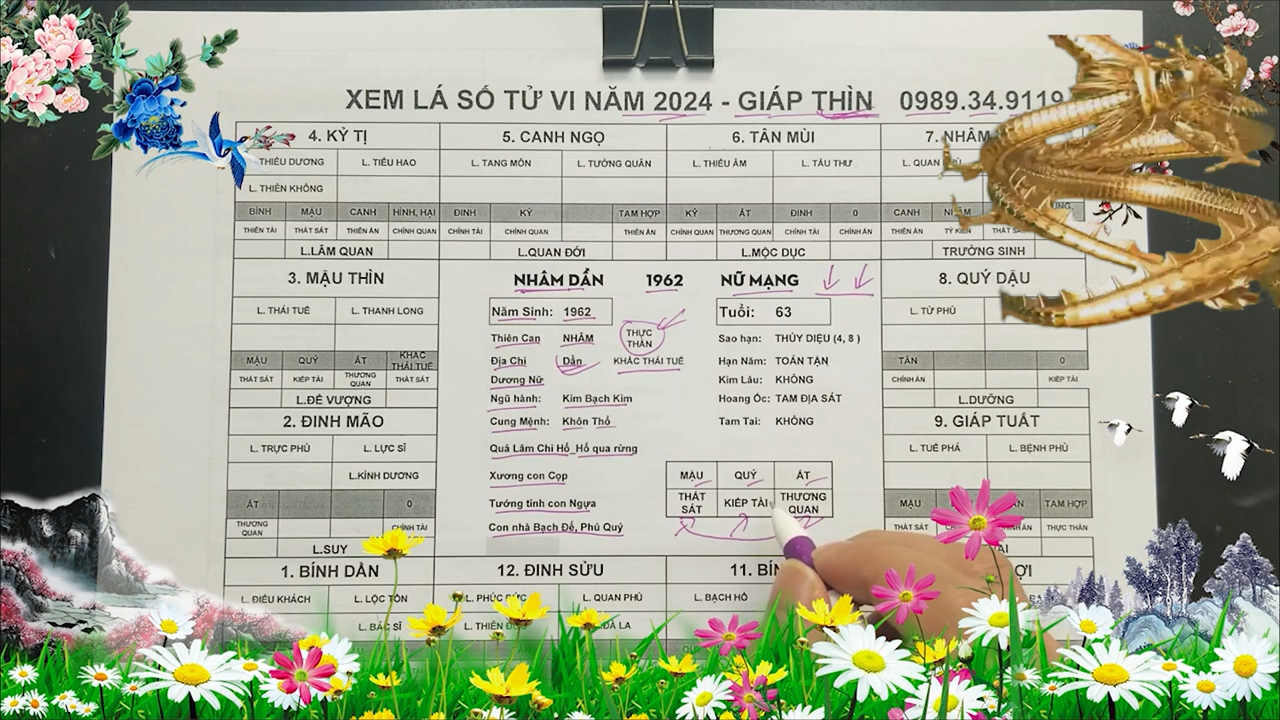 XEM LÁ SỐ TỬ VI NĂM 2024 - GIÁP THÌN 0989.34.9119
4. KỶ TỊ 5. CANH NGỌ 6. TÂN MÙI 7. NHÂM
THIẾU DƯƠNG L. TIỂU HAO L. TANG MÔN L. TƯỚNG QUÂN L. THIẾU ÂM L. TẤU THƯ L. QUAN PHÙ
L. THIÊN KHÔNG
BÍNH MẬU CANH HÌNH, HẠI ĐINH KỶ TAM HỢP KỶ ẤT ĐINH 0 CANH NHÂM
THIÊN TÀI THẤT SÁT THIÊN ẤN CHÍNH QUAN CHÍNH TÀI CHÍNH QUAN THIÊN ẤN CHÍNH QUAN THƯƠNG QUAN CHÍNH TÀI CHÍNH ẤN THIÊN ẤN TỶ KIÊN THẤT SÁT
L.LÂM QUAN L.QUAN ĐỚI L.MỘC DỤC TRƯỜNG SINH
3. MẬU THÌN NHÂM DẦN 1962 NỮ MẠNG 8. QUÝ DẬU
L. THÁI TUẾ L. THANH LONG Năm Sinh: 1962 Tuổi: 63 L. TỬ PHÙ
Thiên Can NHÂM THỰC THẦN Sao hạn: THỦY DIỆU (4, 8 )
Địa Chi Dần KHẮC THÁI TUẾ Hạn Năm: TOÁN TẬN
MẬU QUÝ ẤT KHẮC THÁI TUẾ TÂN 0
THẤT SÁT KIẾP TÀI THƯƠNG QUAN THẤT SÁT Dương Nữ Kim Lâu: KHÔNG CHÍNH ẤN KIẾP TÀI
L.ĐẾ VƯỢNG Ngũ hành: Kim Bạch Kim Hoang Ốc: TAM ĐỊA SÁT L.DƯỠNG
2. ĐINH MÃO Cung Mệnh: Khôn Thổ Tam Tai: KHÔNG 9. GIÁP TUẤT
L. TRỰC PHÙ L. LỰC SĨ Quá Lâm Chi Hổ_Hổ qua rừng L. TUẾ PHÁ L. BỆNH PHÙ
L.KÌNH DƯƠNG Xương con Cọp MẬU QUÝ ẤT
ẤT 0 Tướng tinh con Ngựa THẤT SÁT KIẾP TÀI THƯƠNG QUAN MẬU TAM HỢP
THƯƠNG QUAN CHÍNH TÀI Con nhà Bạch Đế, Phú Quý THẤT SÁT THỰC THẦN
L.SUY
1. BÍNH DẦN 12. ĐINH SỬU
L. ĐIẾU KHÁCH L. LỘC TỒN L. QUAN PHỦ L. BẠCH HỔ
L. BÁC SĨ